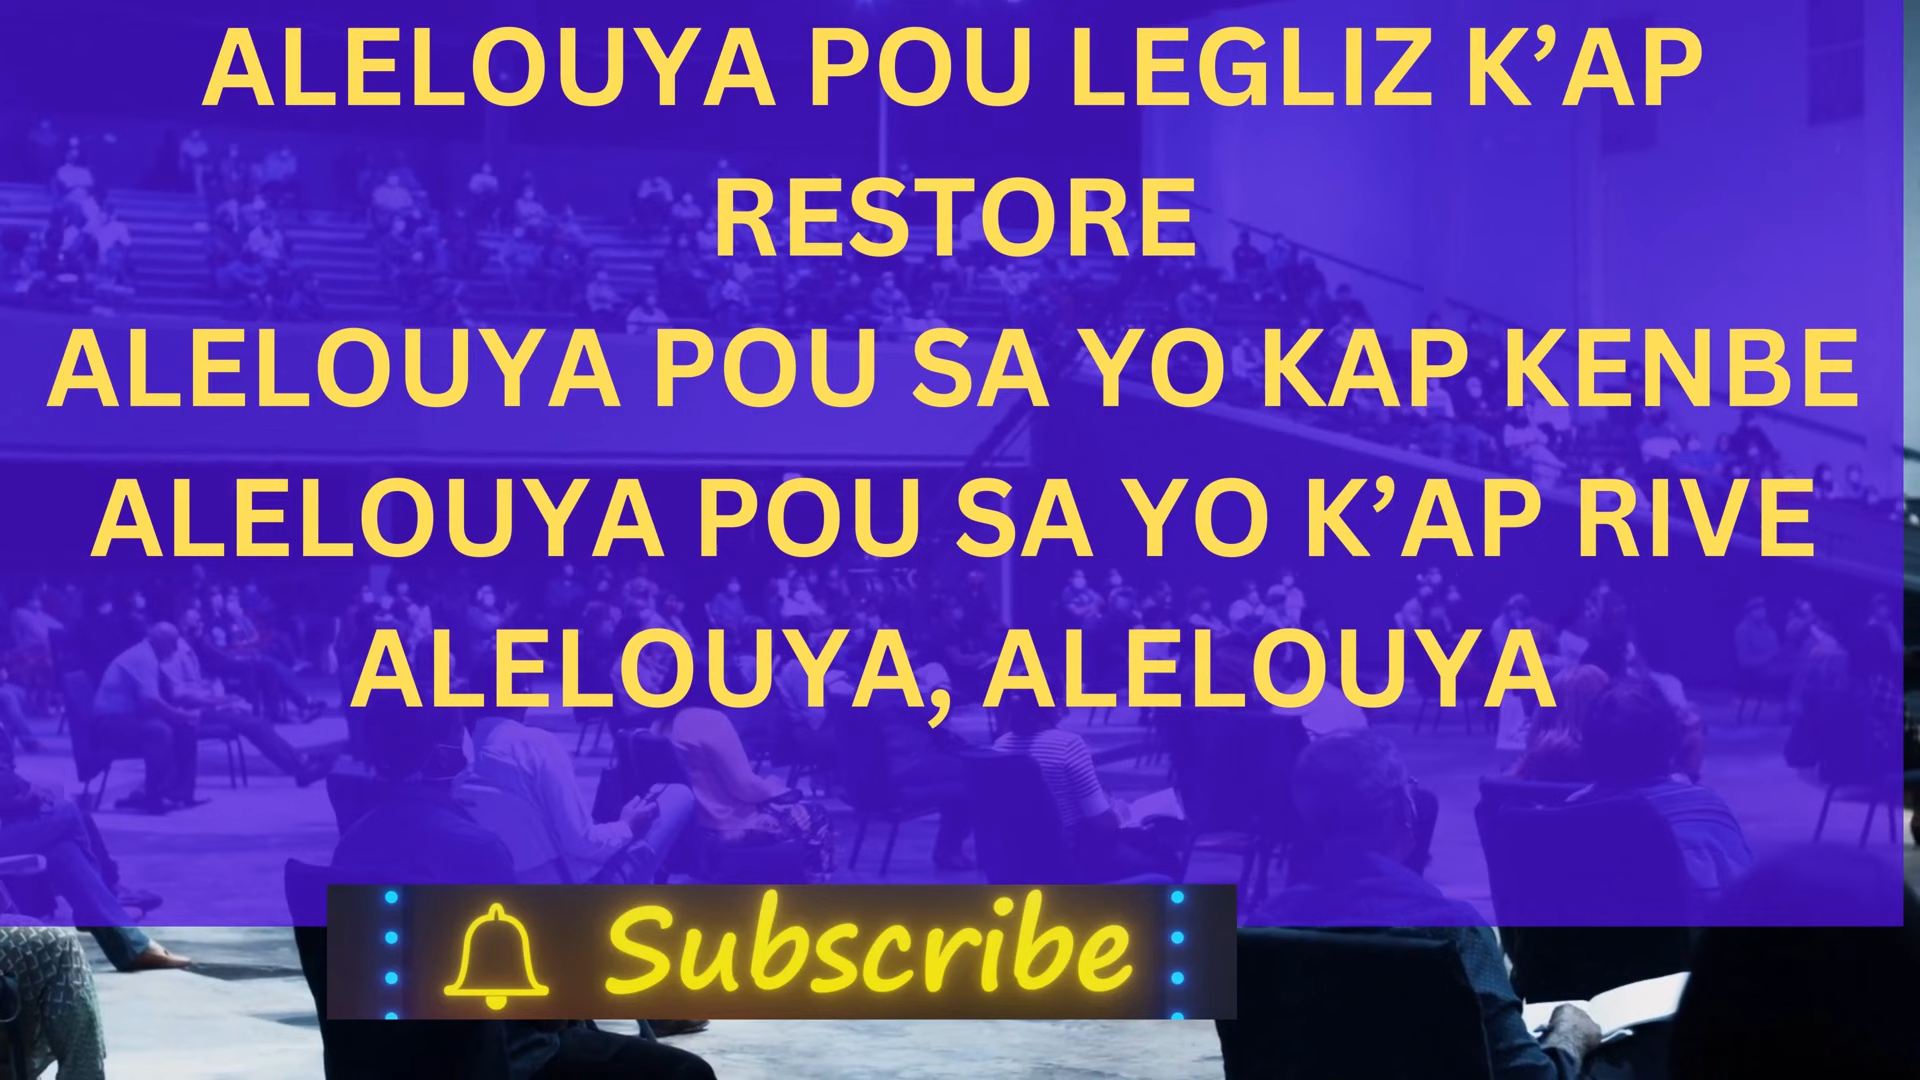 ALELOUYA POU LEGLIZ K’AP
RESTORE
ALELOUYA POU SA YO KAP KENBE
ALELOUYA POU SA YO K’AP RIVE
ALELOUYA, ALELOUYA
Subscribe